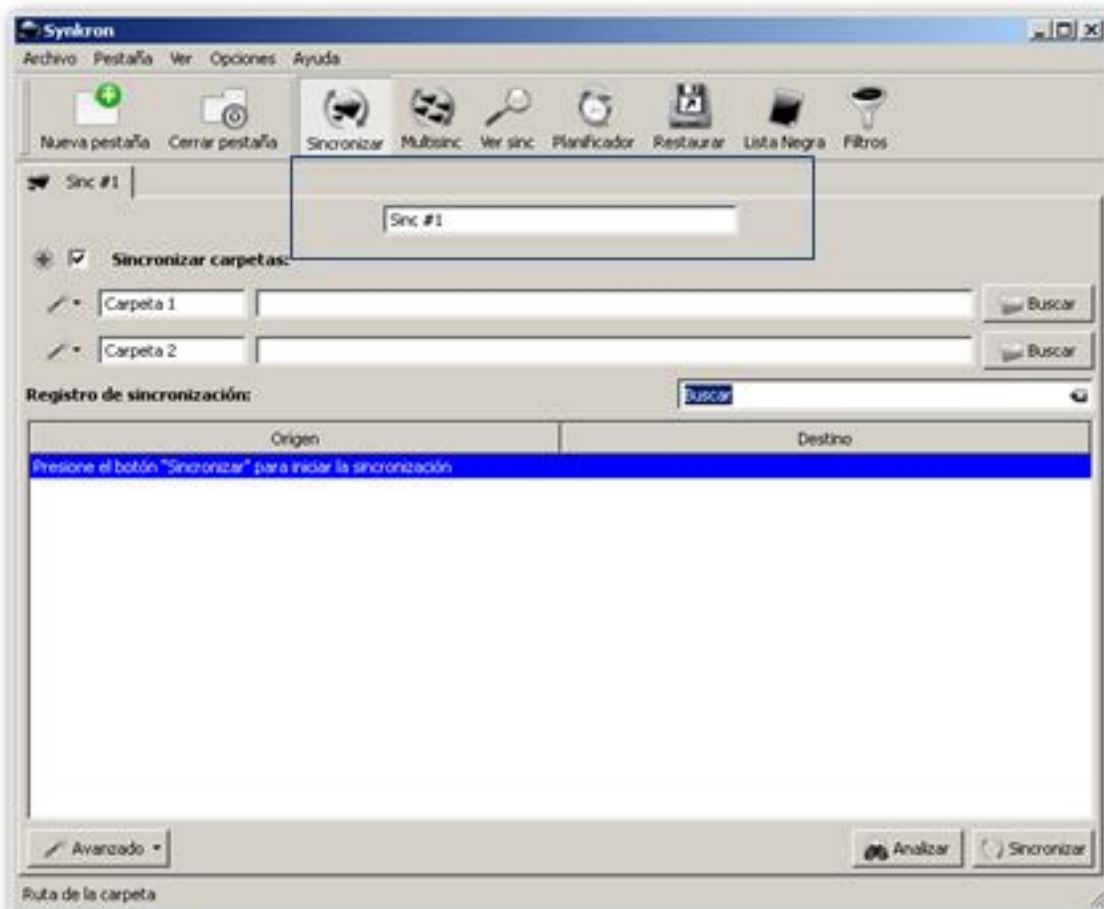 Synkron
Archivo Pestaña Ver Opciones Ayuda
Nueva pestaña Cerrar pestaña Sincronizar Multisinc Ver sinc Planificador Restaurar Lista Negra Filtros
Sinc #1
Sinc #1
Sincronizar carpetas:
Carpeta 1 Buscar
Carpeta 2 Buscar
Registro de sincronización: Buscar
Origen Destino
Presione el botón "Sincronizar" para iniciar la sincronización
Avanzado Analizar Sincronizar
Ruta de la carpeta